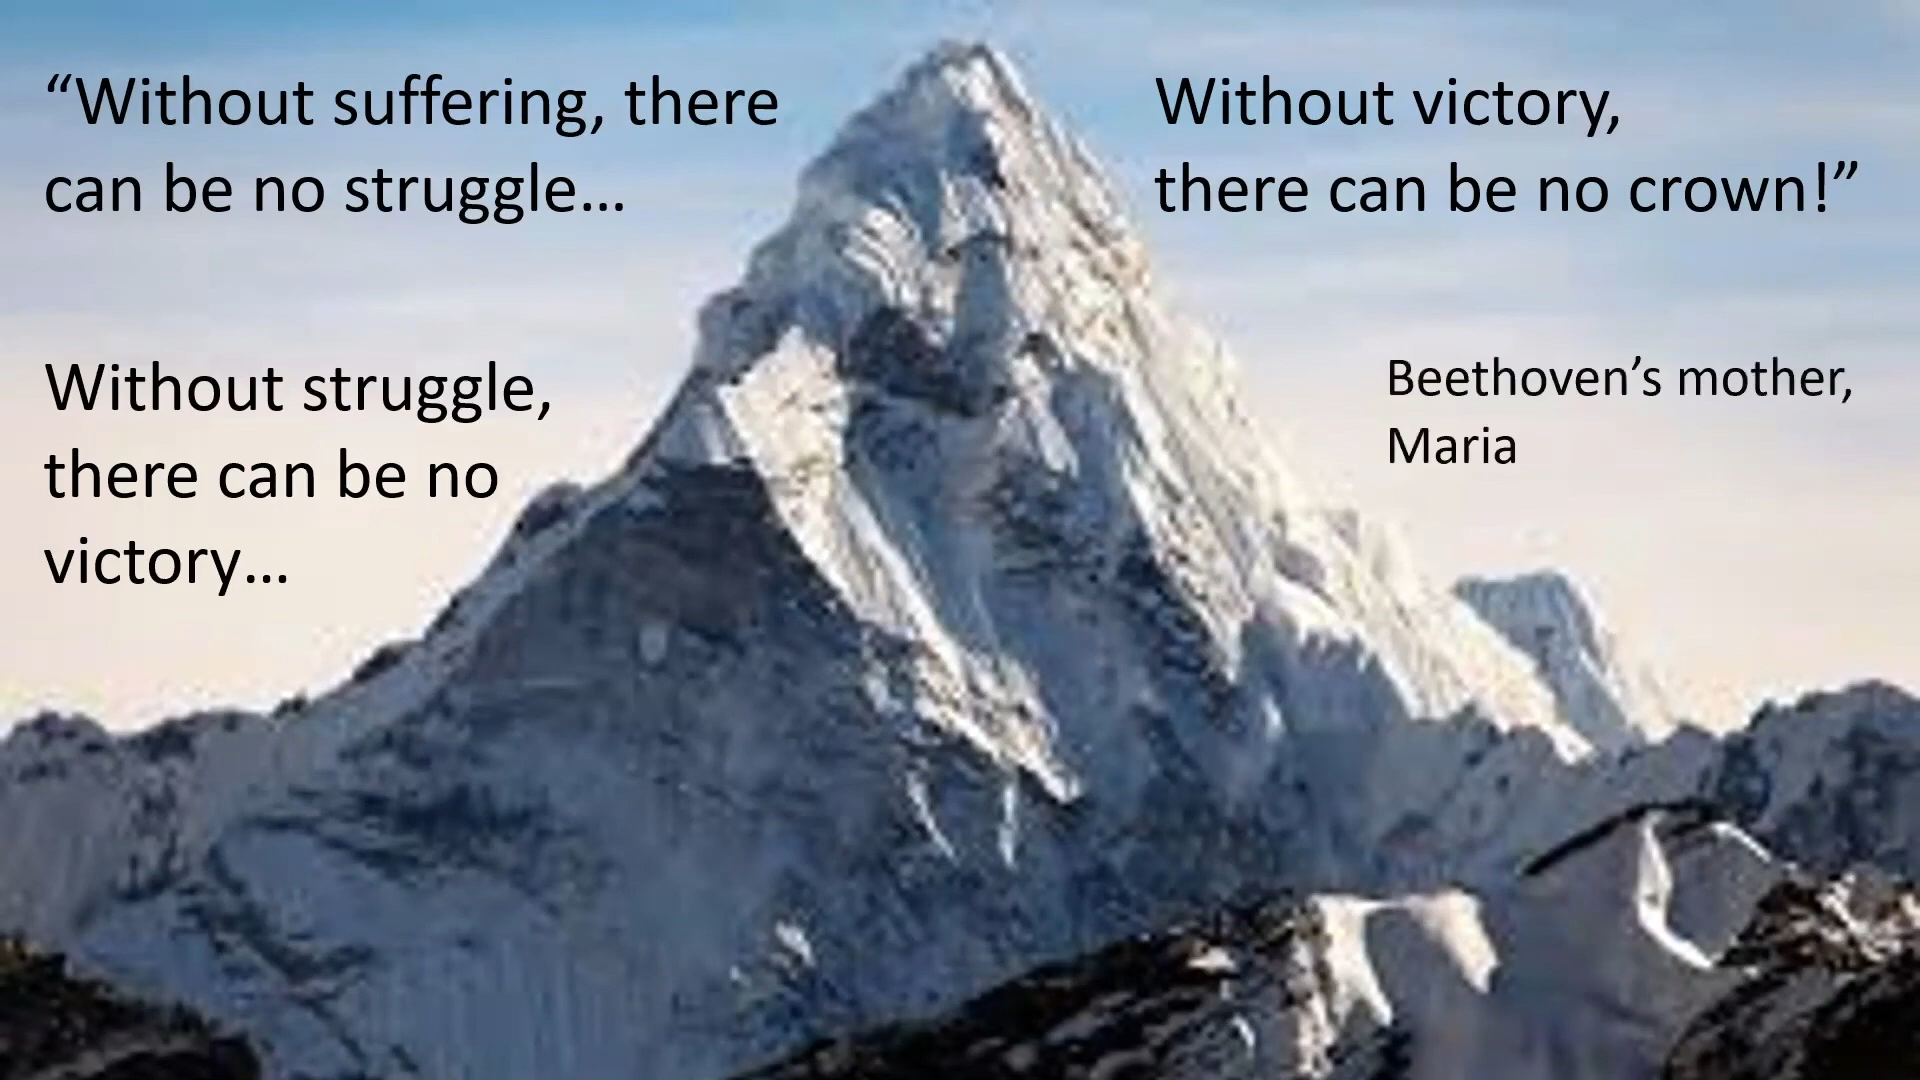 “Without suffering, there
can be no struggle…
Without struggle,
there can be no
victory…
Without victory,
there can be no crown!”
Beethoven’s mother,
Maria